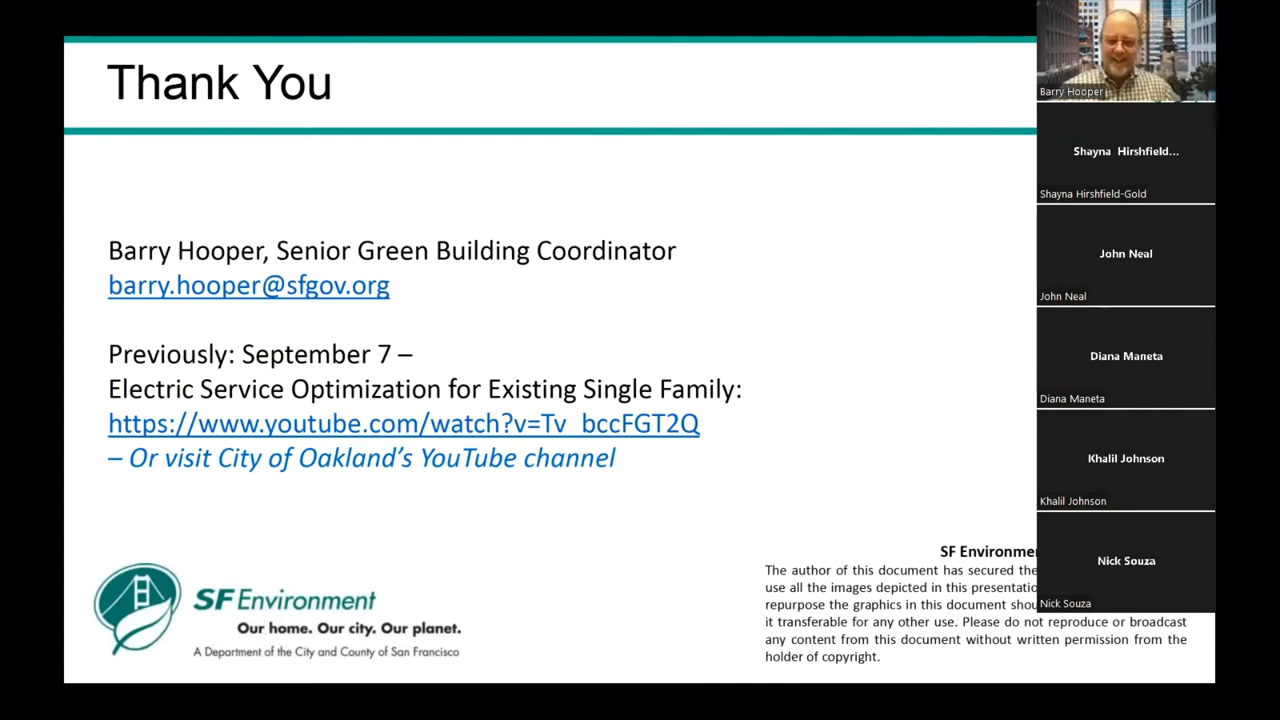 Thank You
Barry Hooper, Senior Green Building Coordinator
barry.hooper@sfgov.org
Previously: September 7 –
Electric Service Optimization for Existing Single Family:
https://www.youtube.com/watch?v=Tv_bccFGT2Q
– Or visit City of Oakland's YouTube channel
SF Environment
Our home. Our city. Our planet.
A Department of the City and County of San Francisco
SF Environme
The author of this document has secured the
use all the images depicted in this presentatio
repurpose the graphics in this document shou
it transferable for any other use. Please do not reproduce or broadcast
any content from this document without written permission from the
holder of copyright.
Barry Hooper
Shayna Hirshfield...
Shayna Hirshfield-Gold
John Neal
John Neal
Diana Maneta
Diana Maneta
Khalil Johnson
Khalil Johnson
Nick Souza
Nick Souza